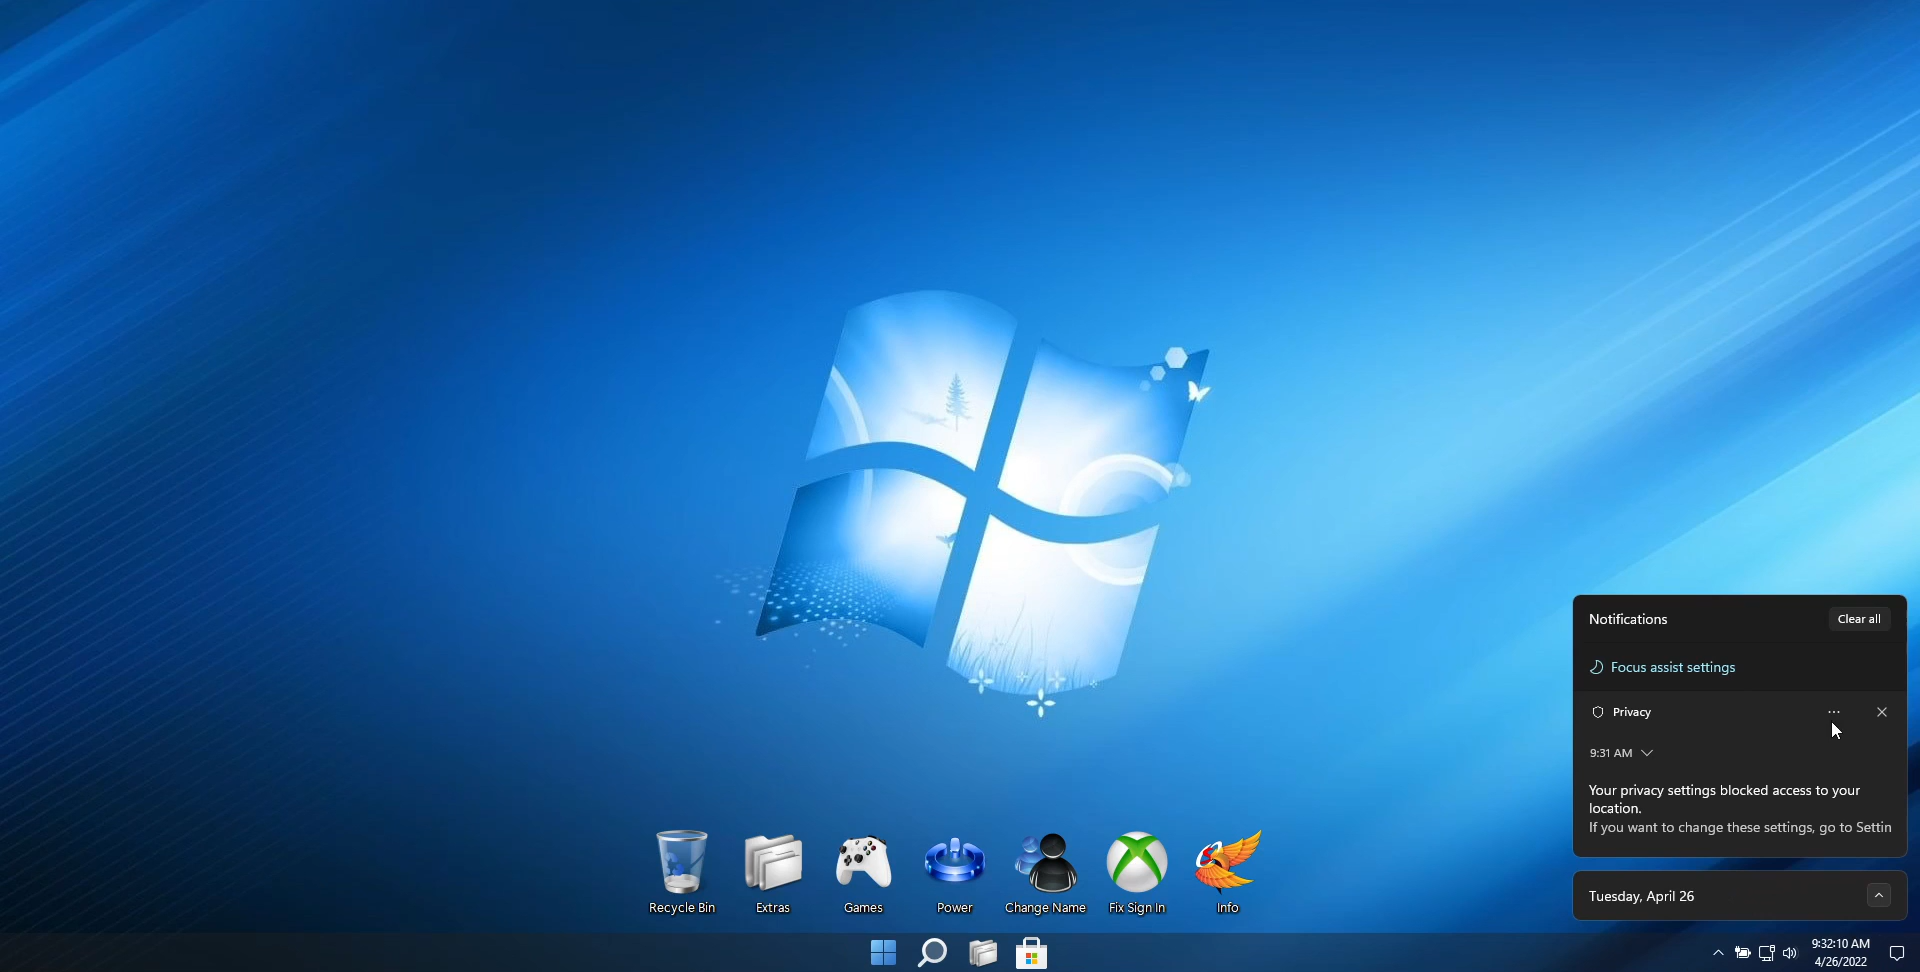 Notifications
Clear all
Focus assist settings
Privacy
9:31 AM
Your privacy settings blocked access to your
location.
If you want to change these settings, go to Settin
Recycle Bin
Extras
Games
Power
Change Name
Fix Sign In
Info
Tuesday, April 26
9:32:10 AM
4/26/2022